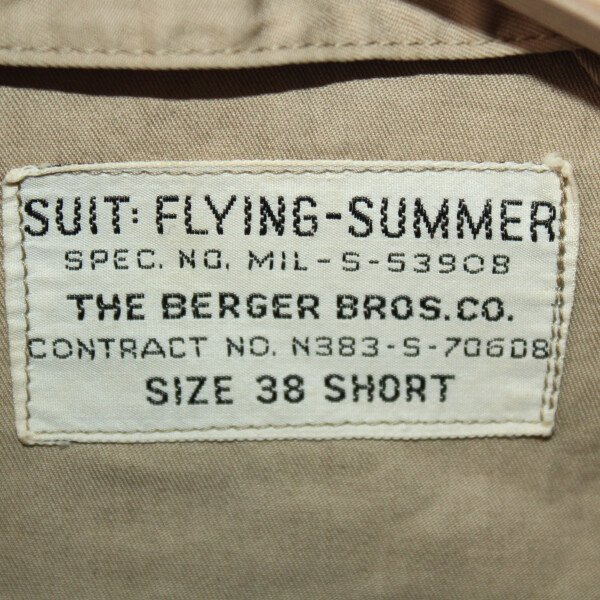 SUIT: FLYING-SUMMER
SPEC. NO. MIL-S-5390B
THE BERGER BROS.CO.
CONTRACT NO. N383-S-70608
SIZE 38 SHORT